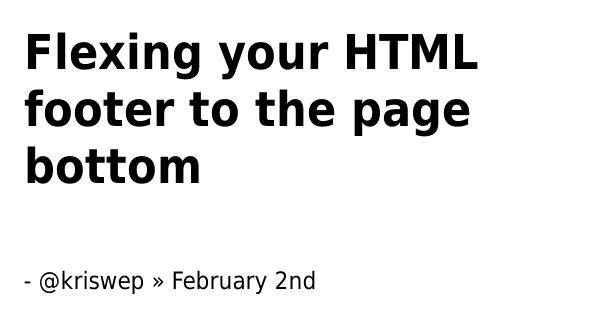 Flexing your HTML
footer to the page
bottom
- @kriswep » February 2nd